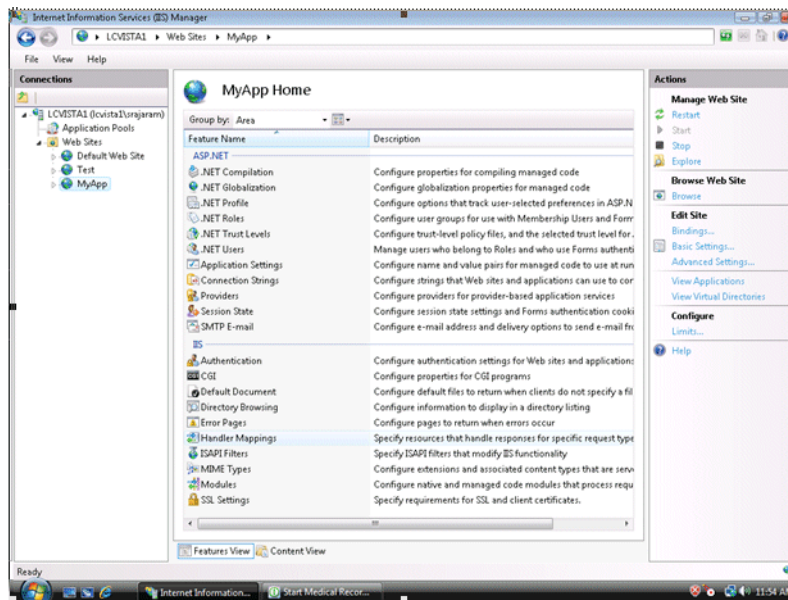 Internet Information Services (IIS) Manager
LCVISTA1 Web Sites MyApp
File View Help
Connections
LCVISTA1 (lcvista1\srajaram)
Application Pools
Web Sites
Default Web Site
Test
MyApp
MyApp Home
Group by: Area
Feature Name Description
ASP.NET
.NET Compilation Configure properties for compiling managed code
.NET Globalization Configure globalization properties for managed code
.NET Profile Configure options that track user-selected preferences in ASP.N
.NET Roles Configure user groups for use with Membership Users and Form
.NET Trust Levels Configure trust-level policy files, and the selected trust level for
.NET Users Manage users who belong to Roles and who use Forms authenti
Application Settings Configure name and value pairs for managed code to use at run
Connection Strings Configure strings that Web sites and applications can use to cor
Providers Configure providers for provider-based application services
Session State Configure session state settings and Forms authentication cooki
SMTP E-mail Configure e-mail address and delivery options to send e-mail fr
IIS
Authentication Configure authentication settings for Web sites and applications
CGI Configure properties for CGI programs
Default Document Configure default files to return when clients do not specify a fil
Directory Browsing Configure information to display in a directory listing
Error Pages Configure pages to return when errors occur
Handler Mappings Specify resources that handle responses for specific request type
ISAPI Filters Specify ISAPI filters that modify IIS functionality
MIME Types Configure extensions and associated content types that are serv
Modules Configure native and managed code modules that process requ
SSL Settings Specify requirements for SSL and client certificates.
Features View Content View
Actions
Manage Web Site
Restart
Start
Stop
Explore
Browse Web Site
Browse
Edit Site
Bindings...
Basic Settings...
Advanced Settings...
View Applications
View Virtual Directories
Configure
Limits...
Help
Ready
Internet Information... Start Medical Recor... 11:54 AM